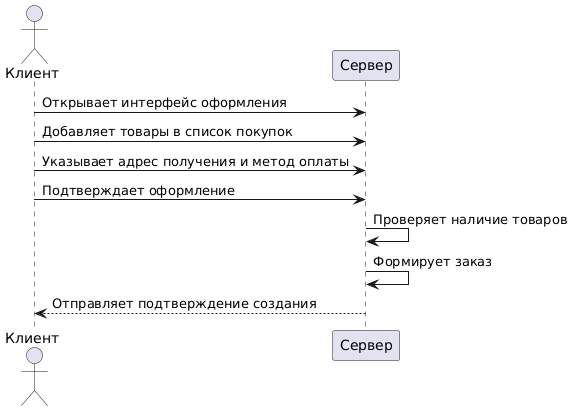 Клиент
Сервер
Открывает интерфейс оформления
Добавляет товары в список покупок
Указывает адрес получения и метод оплаты
Подтверждает оформление
Проверяет наличие товаров
Формирует заказ
Отправляет подтверждение создания
Клиент
Сервер